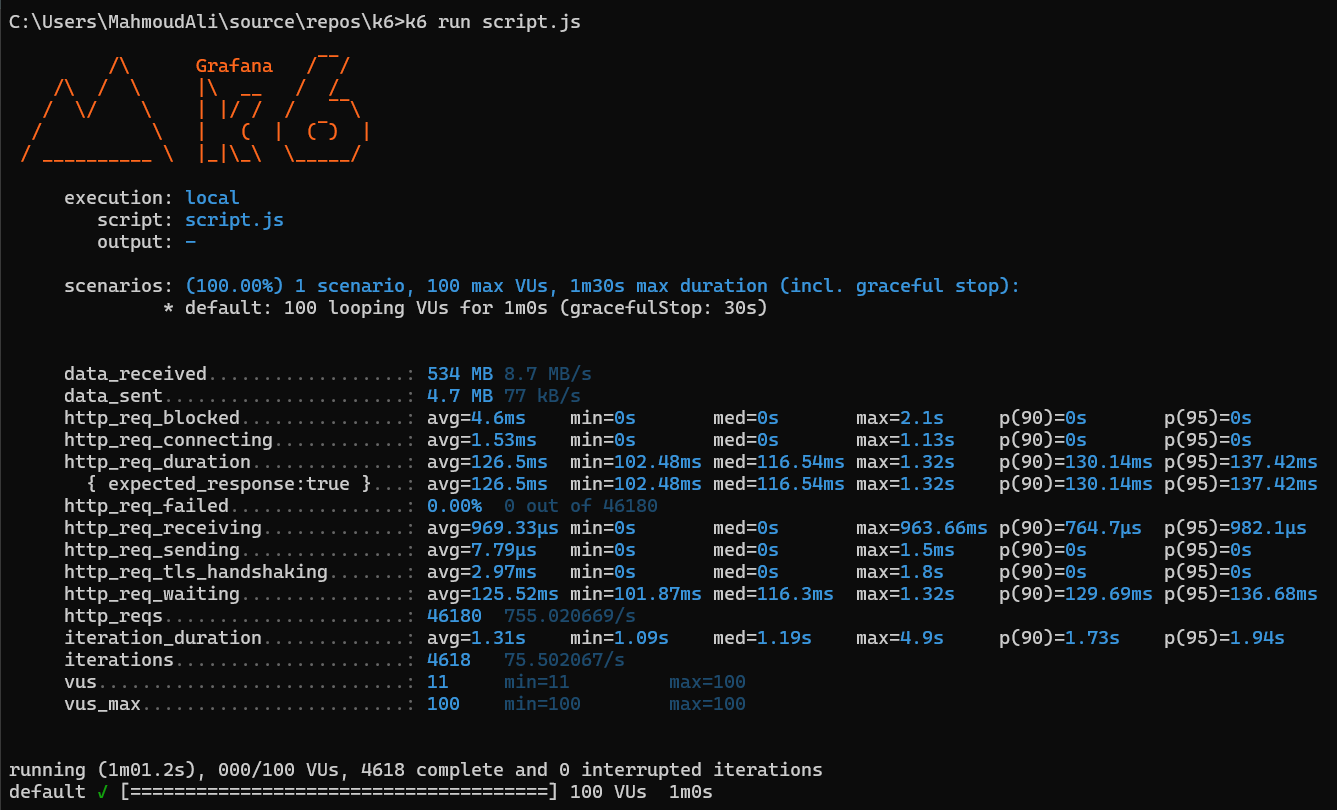 C:\Users\MahmoudAli\source\repos\k6>k6 run script.js
Grafana
k6
execution: local
script: script.js
output: -
scenarios: (100.00%) 1 scenario, 100 max VUs, 1m30s max duration (incl. graceful stop):
* default: 100 looping VUs for 1m0s (gracefulStop: 30s)
data_received..................: 534 MB 8.7 MB/s
data_sent......................: 4.7 MB 77 kB/s
http_req_blocked...............: avg=4.6ms min=0s med=0s max=2.1s p(90)=0s p(95)=0s
http_req_connecting............: avg=1.53ms min=0s med=0s max=1.13s p(90)=0s p(95)=0s
http_req_duration..............: avg=126.5ms min=102.48ms med=116.54ms max=1.32s p(90)=130.14ms p(95)=137.42ms
{ expected_response:true }...: avg=126.5ms min=102.48ms med=116.54ms max=1.32s p(90)=130.14ms p(95)=137.42ms
http_req_failed................: 0.00% 0 out of 46180
http_req_receiving.............: avg=969.33µs min=0s med=0s max=963.66ms p(90)=764.7µs p(95)=982.1µs
http_req_sending...............: avg=7.79µs min=0s med=0s max=1.5ms p(90)=0s p(95)=0s
http_req_tls_handshaking.......: avg=2.97ms min=0s med=0s max=1.8s p(90)=0s p(95)=0s
http_req_waiting...............: avg=125.52ms min=101.87ms med=116.3ms max=1.32s p(90)=129.69ms p(95)=136.68ms
http_reqs......................: 46180 755.020669/s
iteration_duration.............: avg=1.31s min=1.09s med=1.19s max=4.9s p(90)=1.73s p(95)=1.94s
iterations.....................: 4618 75.502067/s
vus............................: 11 min=11 max=100
vus_max........................: 100 min=100 max=100
running (1m01.2s), 000/100 VUs, 4618 complete and 0 interrupted iterations
default ✓ [======================================] 100 VUs 1m0s